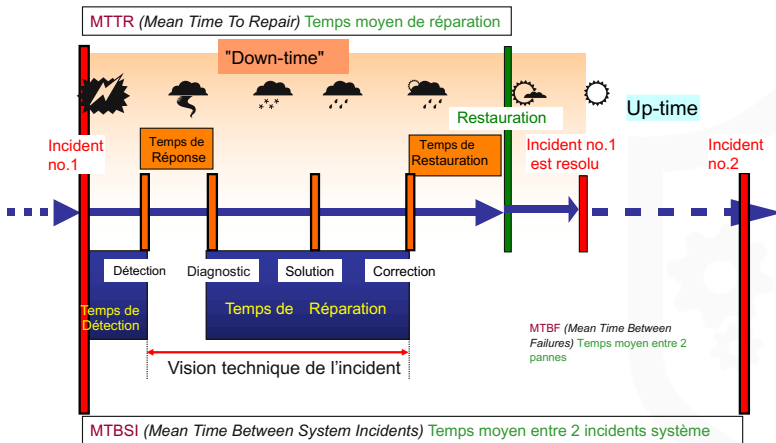 MTTR (Mean Time To Repair) Temps moyen de réparation
"Down-time"
Up-time
Restauration
Incident
no.1
Temps de
Réponse
Temps de
Restauration
Incident no.1
est resolu
Incident
no.2
Détection
Diagnostic
Solution
Correction
Temps de
Détection
Temps de Réparation
MTBF (Mean Time Between
Failures) Temps moyen entre 2
pannes
Vision technique de l'incident
MTBSI (Mean Time Between System Incidents) Temps moyen entre 2 incidents système